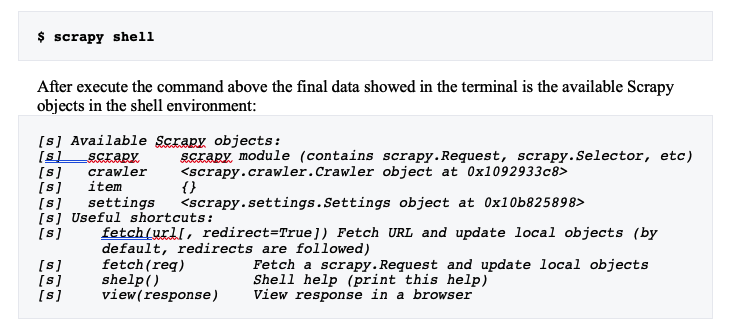 $ scrapy shell
After execute the command above the final data showed in the terminal is the available Scrapy
objects in the shell environment:
[s] Available Scrapy objects:
[s] scrapy scrapy module (contains scrapy.Request, scrapy.Selector, etc)
[s] crawler <scrapy.crawler.Crawler object at 0x1092933c8>
[s] item {}
[s] settings <scrapy.settings.Settings object at 0x10b825898>
[s] Useful shortcuts:
[s] fetch(url[, redirect=True]) Fetch URL and update local objects (by
default, redirects are followed)
[s] fetch(req) Fetch a scrapy.Request and update local objects
[s] shelp() Shell help (print this help)
[s] view(response) View response in a browser